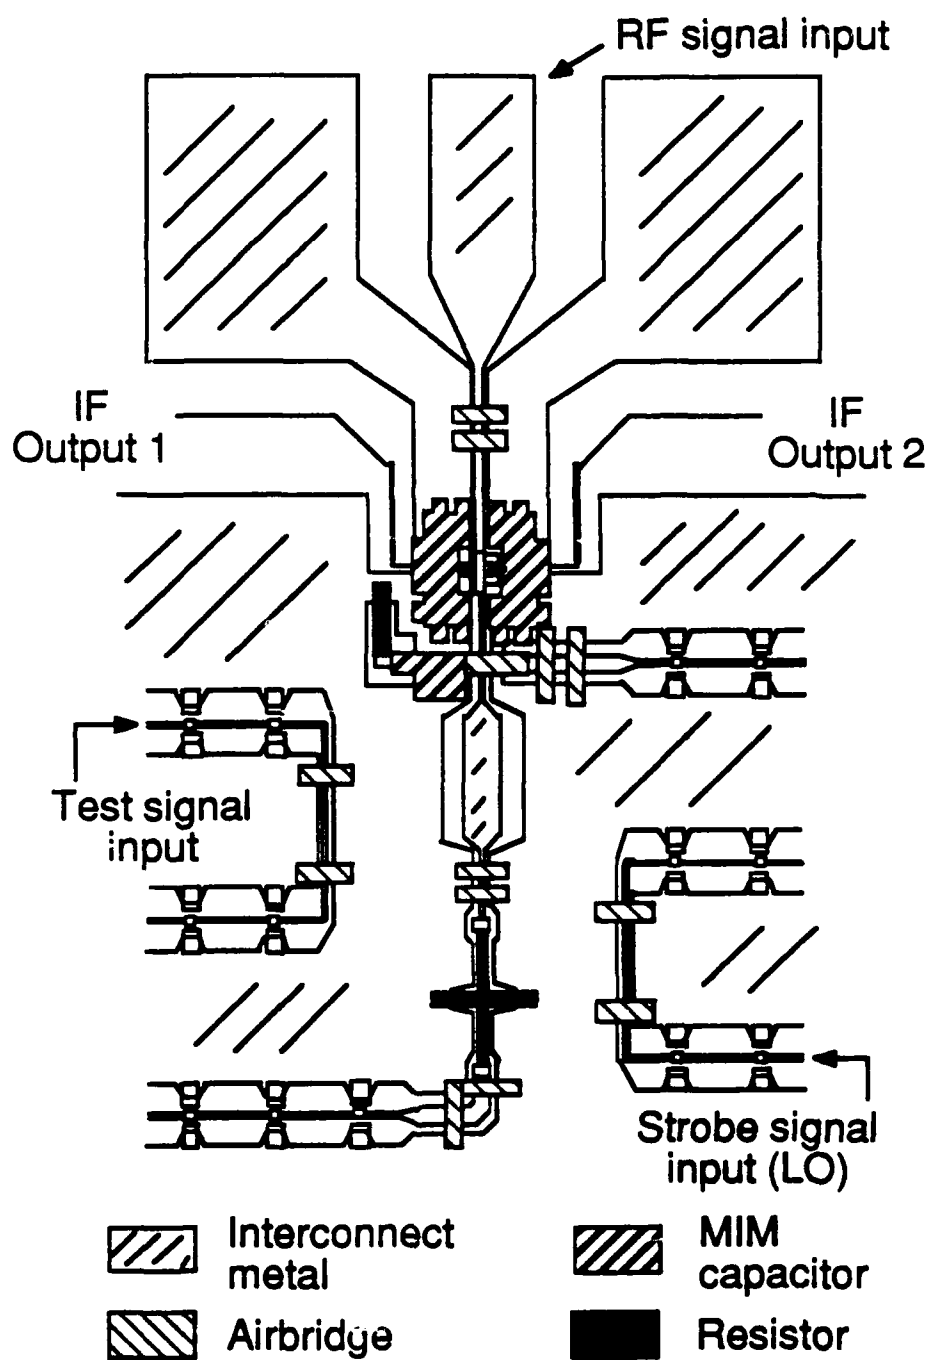 RF signal input
IF
Output 1
IF
Output 2
Test signal
input
Strobe signal
input (LO)
Interconnect
metal
MIM
capacitor
Airbridge
Resistor